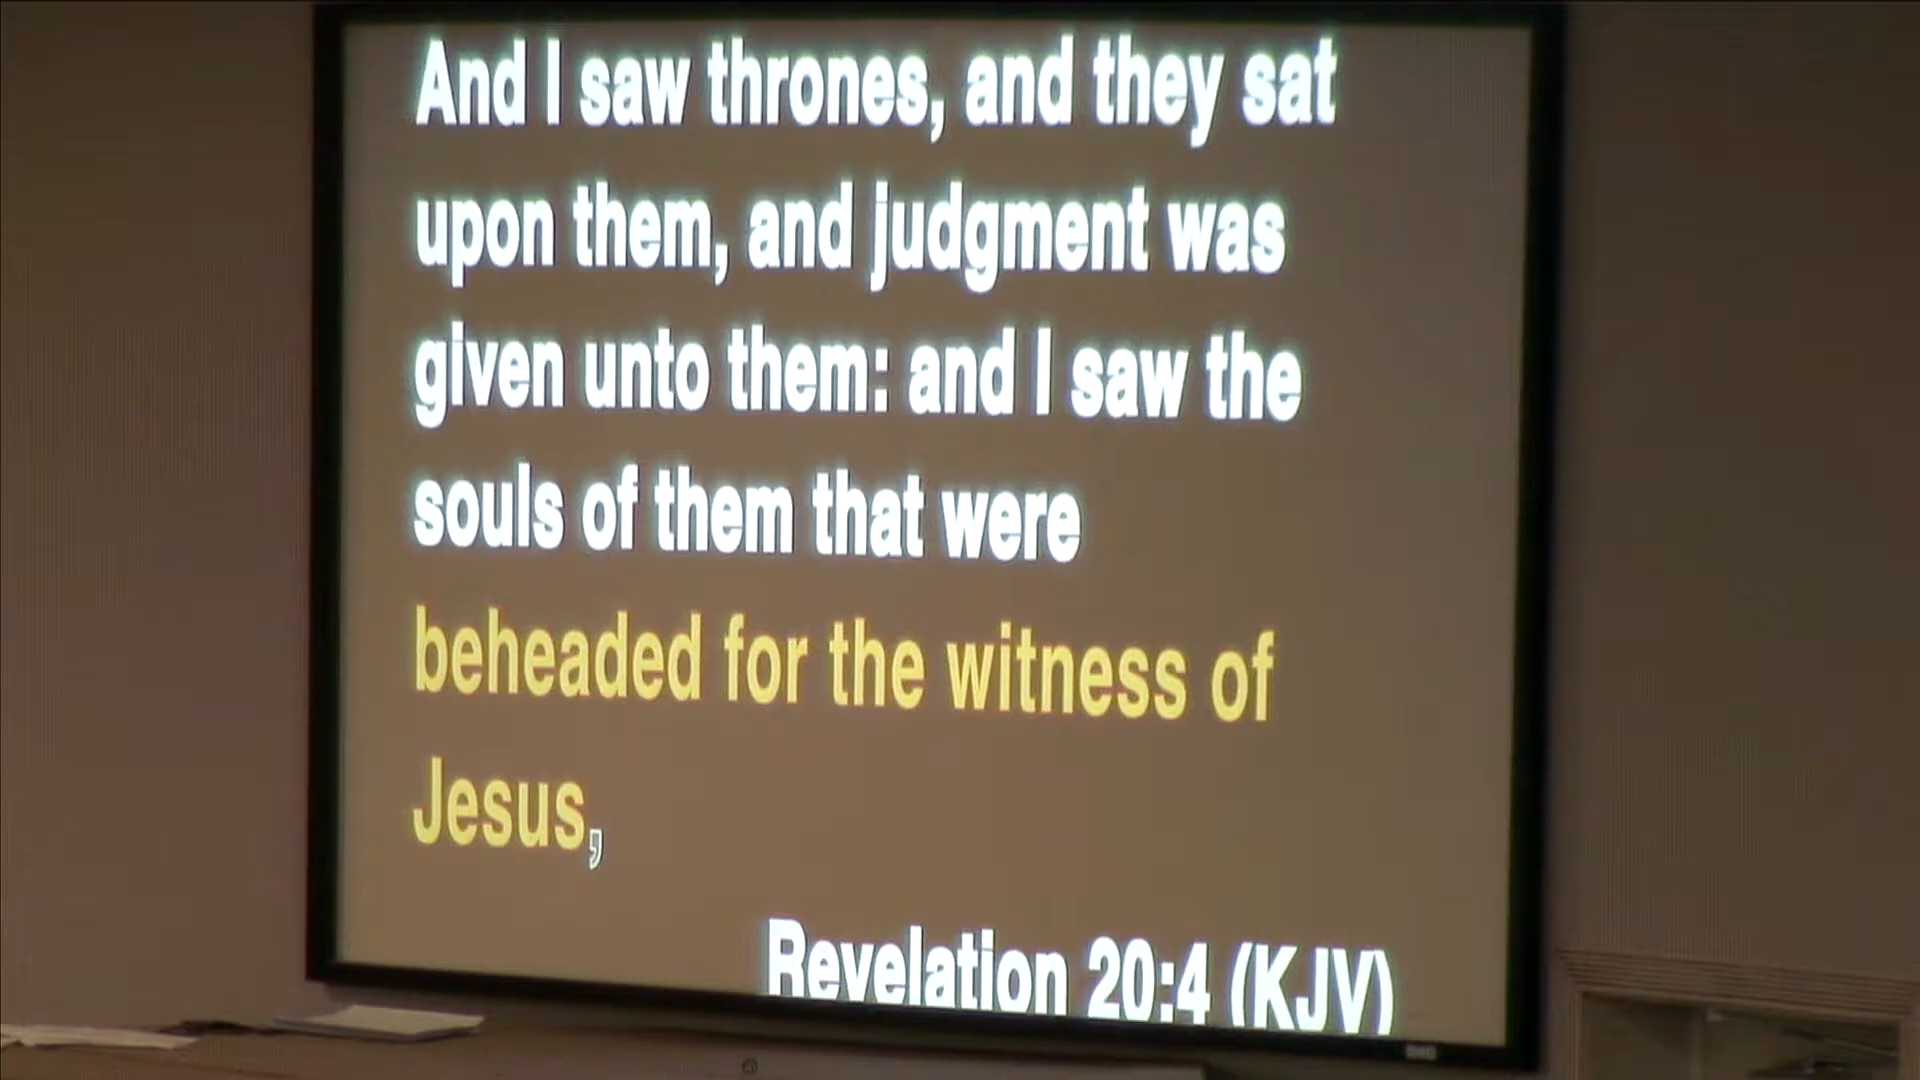 And I saw thrones, and they sat
upon them, and judgment was
given unto them: and I saw the
souls of them that were
beheaded for the witness of
Jesus,
Revelation 20:4 (KJV)